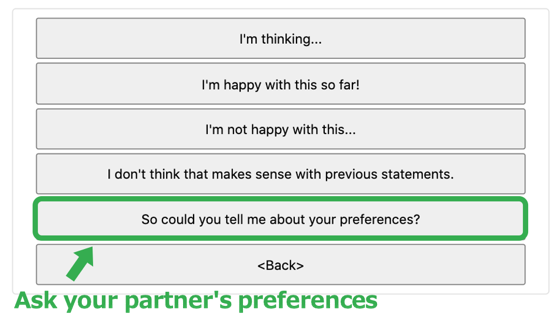 I'm thinking...
I'm happy with this so far!
I'm not happy with this...
I don't think that makes sense with previous statements.
So could you tell me about your preferences?
<Back>
Ask your partner's preferences